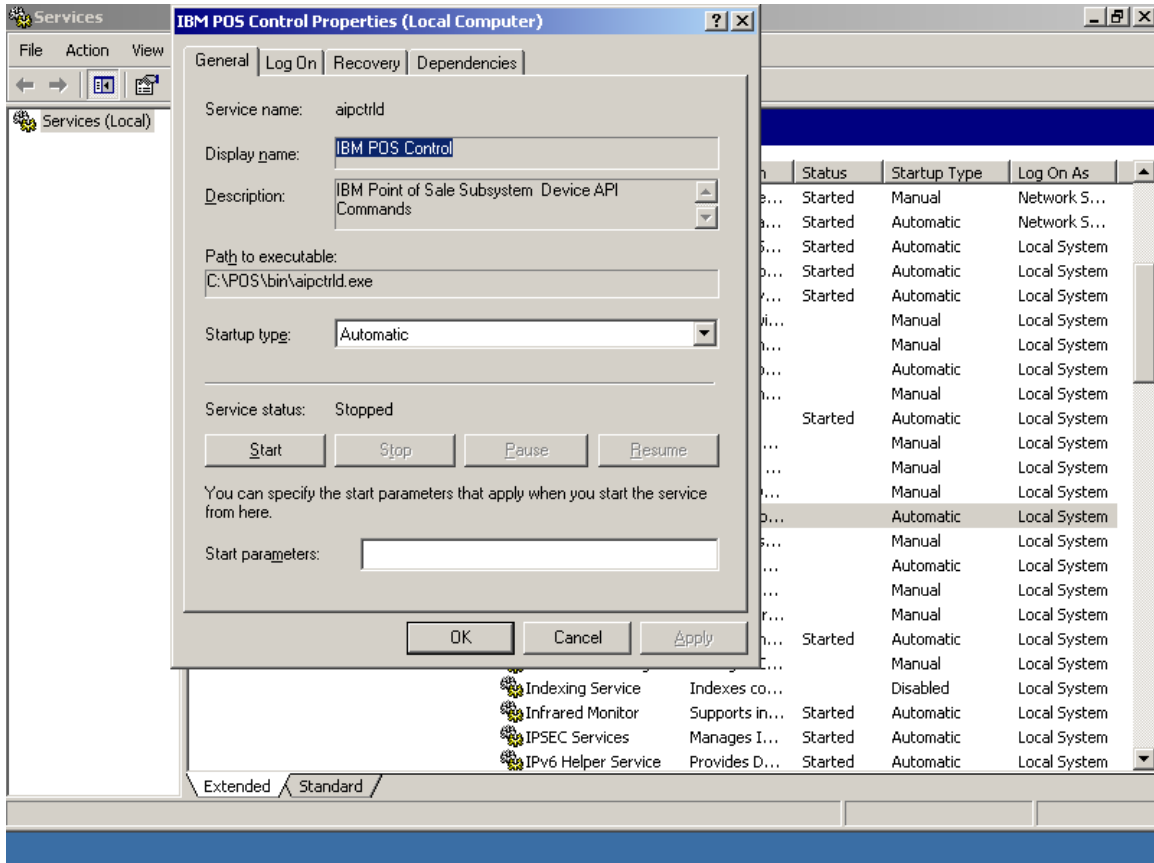 Services
File Action View
Services (Local)
IBM POS Control Properties (Local Computer)
General Log On Recovery Dependencies
Service name: aipctrld
Display name: IBM POS Control
Description: IBM Point of Sale Subsystem Device API
Commands
Path to executable:
C:\POS\bin\aipctrld.exe
Startup type: Automatic
Service status: Stopped
Start Stop Pause Resume
You can specify the start parameters that apply when you start the service
from here.
Start parameters:
OK Cancel Apply
Status Startup Type Log On As
Started Manual Network S...
Started Automatic Network S...
Started Automatic Local System
Started Automatic Local System
Started Automatic Local System
Manual Local System
Manual Local System
Automatic Local System
Manual Local System
Started Automatic Local System
Manual Local System
Manual Local System
Manual Local System
Automatic Local System
Manual Local System
Automatic Local System
Manual Local System
Manual Local System
Started Automatic Local System
Manual Local System
Indexing Service Indexes co... Disabled Local System
Infrared Monitor Supports in... Started Automatic Local System
IPSEC Services Manages I... Started Automatic Local System
IPv6 Helper Service Provides D... Started Automatic Local System
Extended Standard